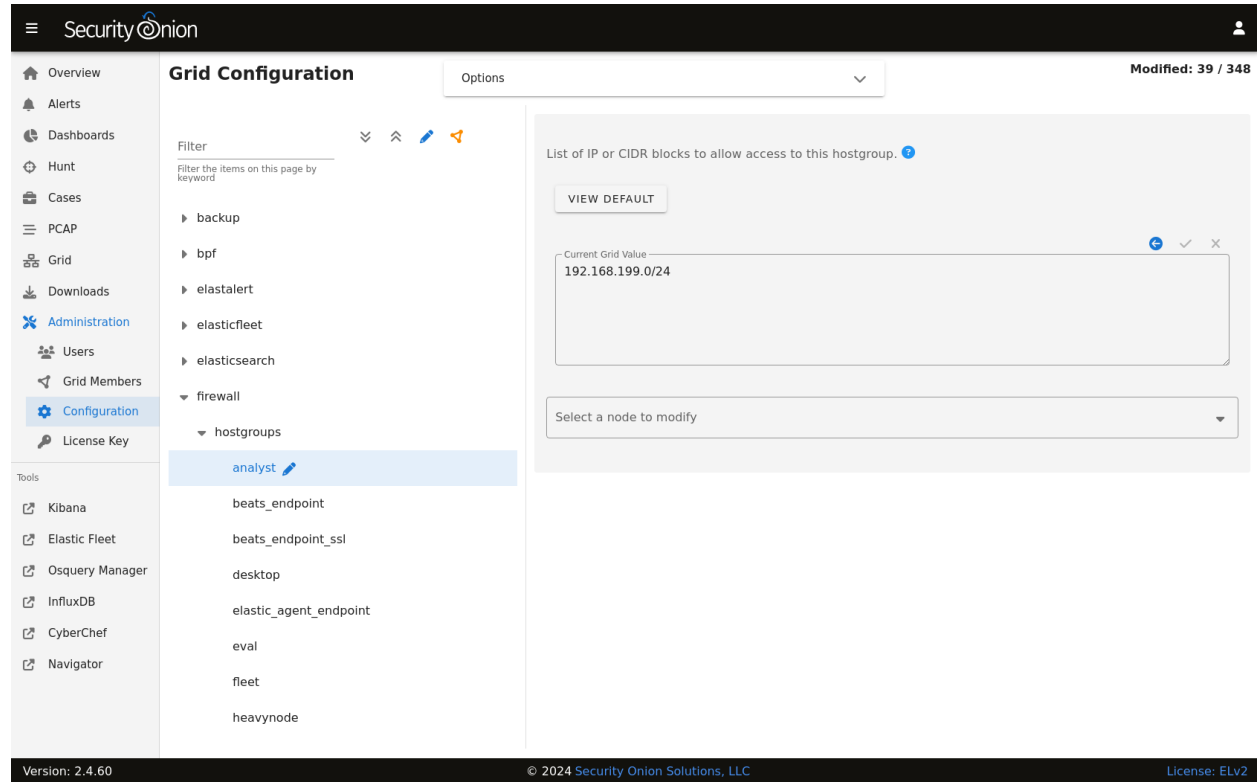 Security Onion
Overview
Alerts
Dashboards
Hunt
Cases
PCAP
Grid
Downloads
Administration
Users
Grid Members
Configuration
License Key
Tools
Kibana
Elastic Fleet
Osquery Manager
InfluxDB
CyberChef
Navigator
Grid Configuration
Options
Modified: 39 / 348
Filter
Filter the items on this page by
keyword
backup
bpf
elastalert
elasticfleet
elasticsearch
firewall
hostgroups
analyst
beats_endpoint
beats_endpoint_ssl
desktop
elastic_agent_endpoint
eval
fleet
heavynode
List of IP or CIDR blocks to allow access to this hostgroup. ?
VIEW DEFAULT
Current Grid Value
192.168.199.0/24
Select a node to modify
Version: 2.4.60
© 2024 Security Onion Solutions, LLC
License: ELv2